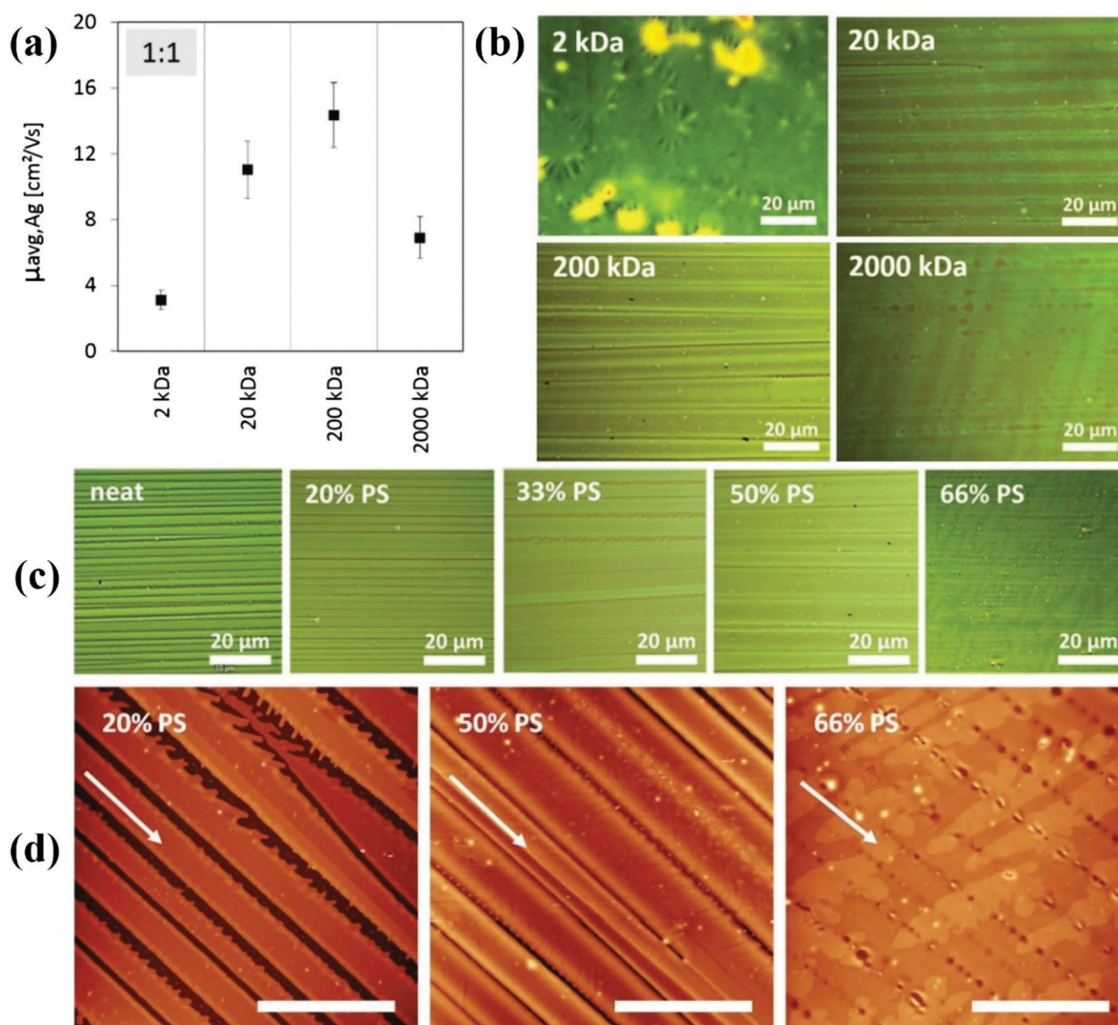 (a)
1:1
20
16
12
8
4
0
µavg,Ag [cm²/Vs]
2 kDa
20 kDa
200 kDa
2000 kDa
(b)
2 kDa
20 µm
20 kDa
20 µm
200 kDa
20 µm
2000 kDa
20 µm
(c)
neat
20 µm
20% PS
20 µm
33% PS
20 µm
50% PS
20 µm
66% PS
20 µm
(d)
20% PS
50% PS
66% PS